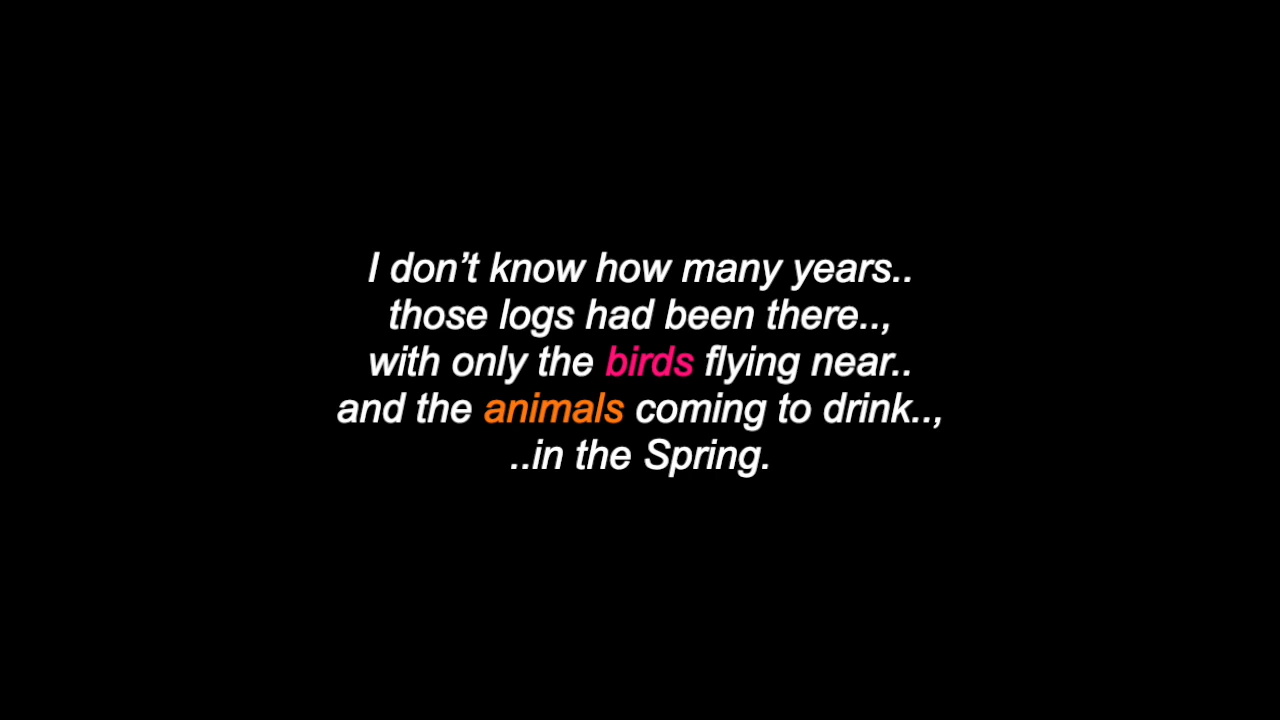 I don’t know how many years..
those logs had been there..,
with only the birds flying near..
and the animals coming to drink..,
..in the Spring.